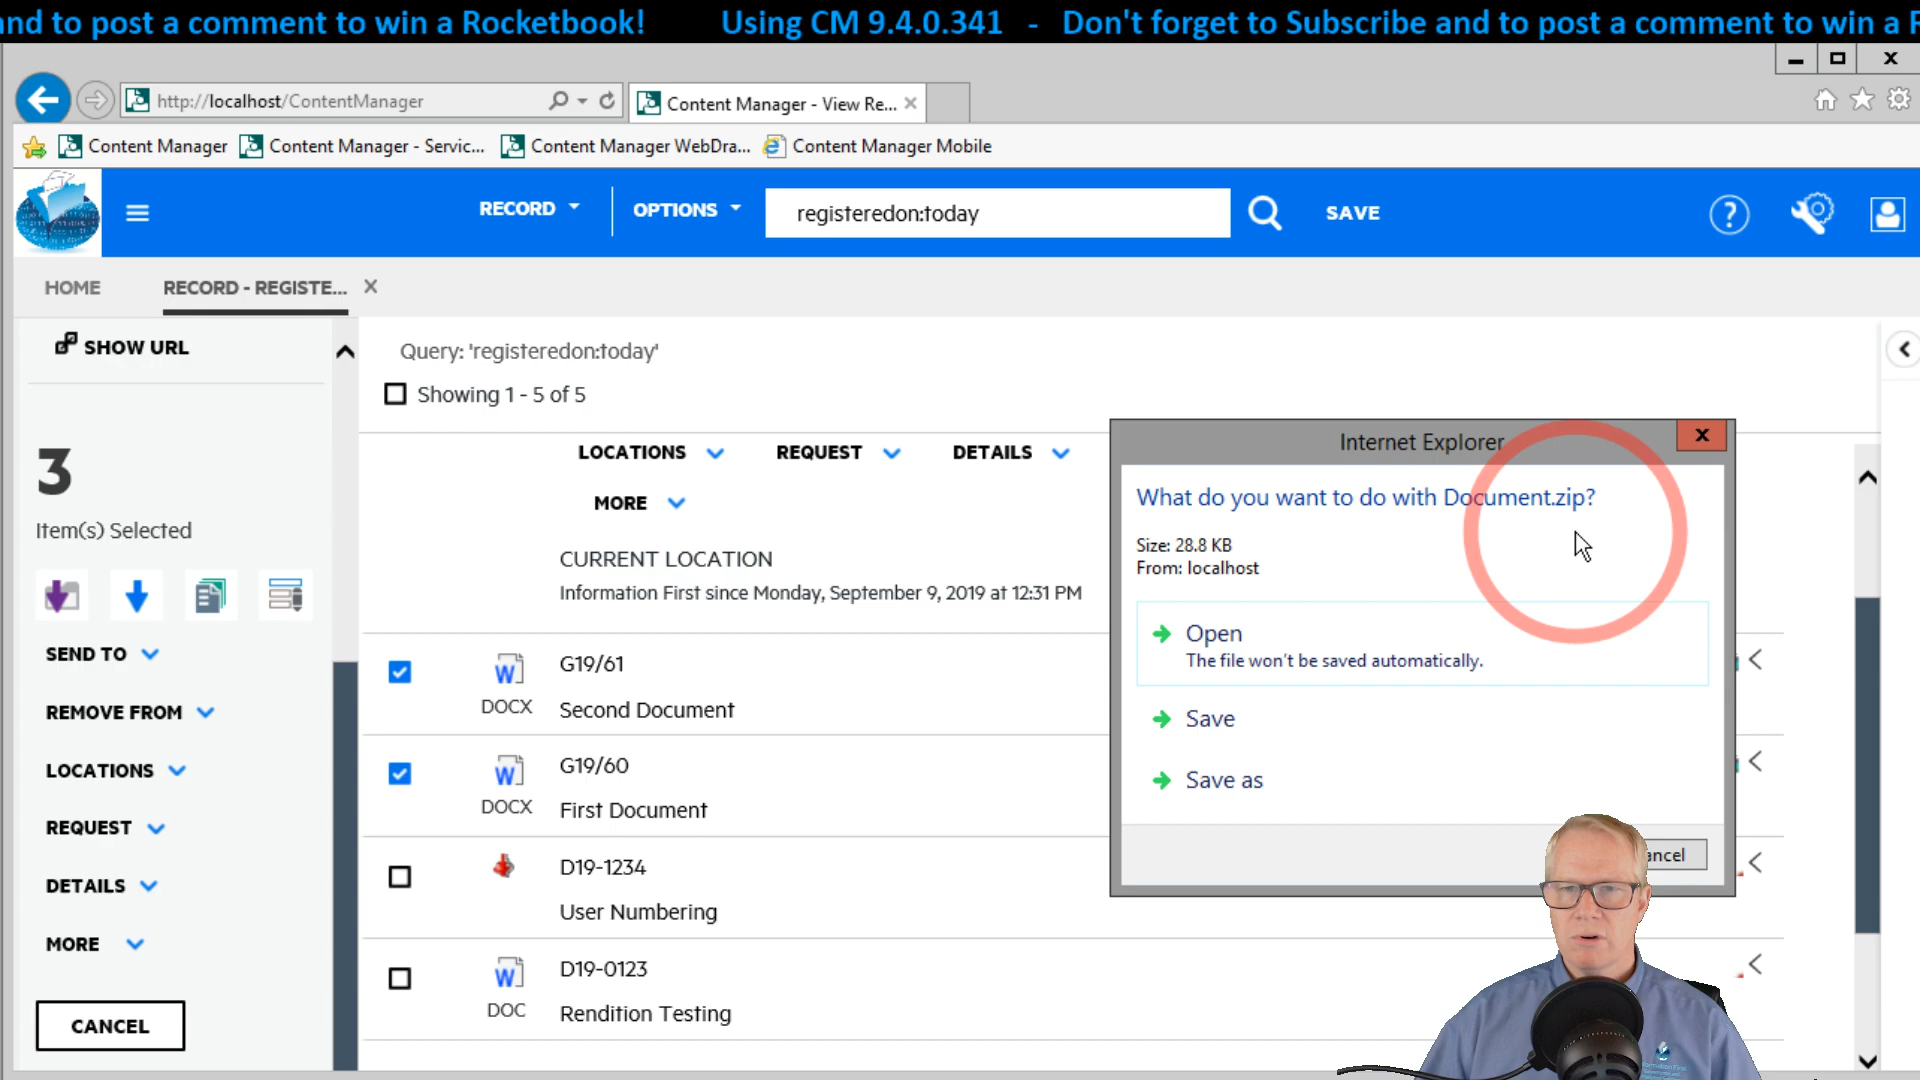 and to post a comment to win a Rocketbook! Using CM 9.4.0.341 - Don't forget to Subscribe and to post a comment to win a R
http://localhost/ContentManager
Content Manager - View Re...
Content Manager
Content Manager - Servic...
Content Manager WebDra...
Content Manager Mobile
RECORD
OPTIONS
registeredon:today
SAVE
HOME
RECORD - REGISTE...
SHOW URL
3
Item(s) Selected
SEND TO
REMOVE FROM
LOCATIONS
REQUEST
DETAILS
MORE
CANCEL
Query: 'registeredon:today'
Showing 1 - 5 of 5
LOCATIONS
REQUEST
DETAILS
MORE
CURRENT LOCATION
Information First since Monday, September 9, 2019 at 12:31 PM
G19/61
DOCX
Second Document
G19/60
DOCX
First Document
D19-1234
User Numbering
D19-0123
DOC
Rendition Testing
Internet Explorer
What do you want to do with Document.zip?
Size: 28.8 KB
From: localhost
Open
The file won't be saved automatically.
Save
Save as
ancel